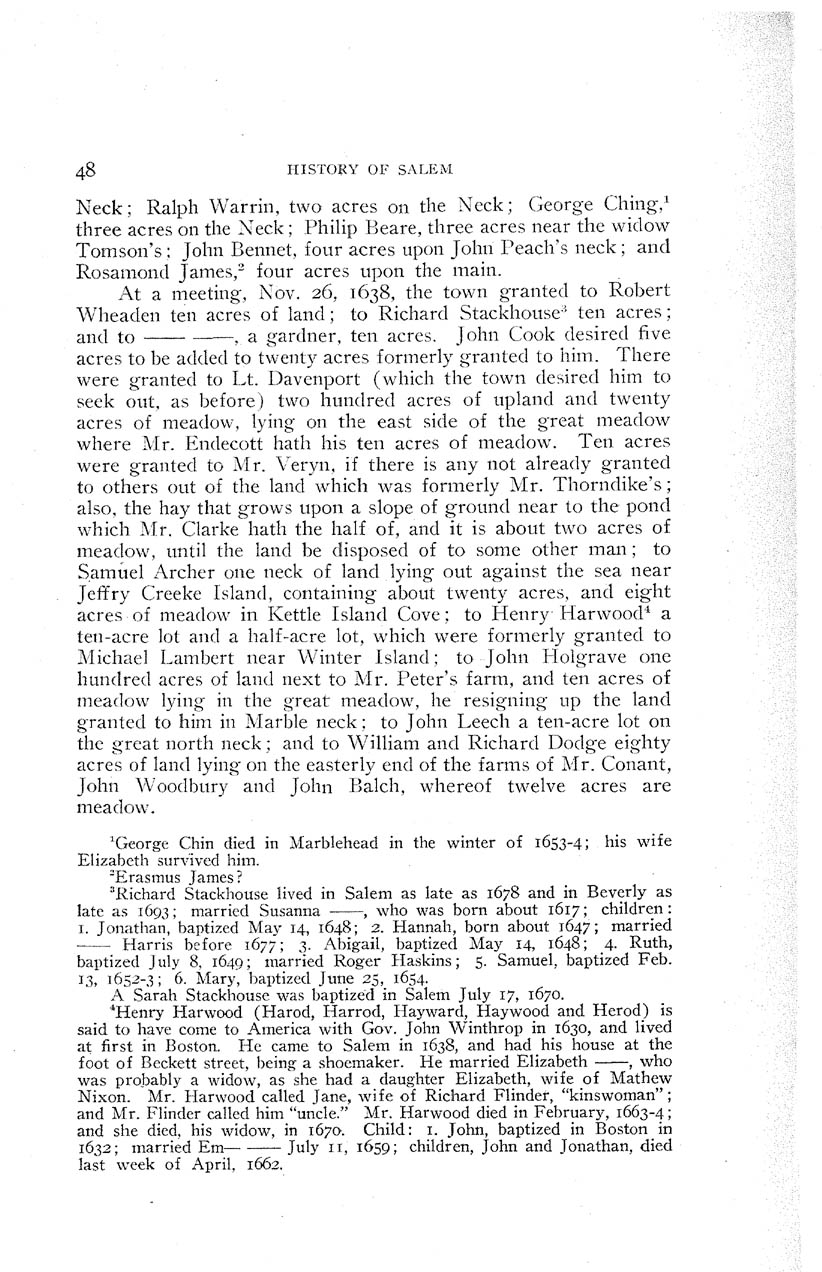 48 HISTORY OF SALEM
Neck; Ralph Warrin, two acres on the Neck; George Ching,¹
three acres on the Neck; Philip Beare, three acres near the widow
Tomson's; John Bennet, four acres upon John Peach's neck; and
Rosamond James,² four acres upon the main.
At a meeting, Nov. 26, 1638, the town granted to Robert
Wheaden ten acres of land; to Richard Stackhouse³ ten acres;
and to —— ——, a gardner, ten acres. John Cook desired five
acres to be added to twenty acres formerly granted to him. There
were granted to Lt. Davenport (which the town desired him to
seek out, as before) two hundred acres of upland and twenty
acres of meadow, lying on the east side of the great meadow
where Mr. Endecott hath his ten acres of meadow. Ten acres
were granted to Mr. Veryn, if there is any not already granted
to others out of the land which was formerly Mr. Thorndike's;
also, the hay that grows upon a slope of ground near to the pond
which Mr. Clarke hath the half of, and it is about two acres of
meadow, until the land be disposed of to some other man; to
Samuel Archer one neck of land lying out against the sea near
Jeffry Creeke Island, containing about twenty acres, and eight
acres of meadow in Kettle Island Cove; to Henry Harwood⁴ a
ten-acre lot and a half-acre lot, which were formerly granted to
Michael Lambert near Winter Island; to John Holgrave one
hundred acres of land next to Mr. Peter's farm, and ten acres of
meadow lying in the great meadow, he resigning up the land
granted to him in Marble neck; to John Leech a ten-acre lot on
the great north neck; and to William and Richard Dodge eighty
acres of land lying on the easterly end of the farms of Mr. Conant,
John Woodbury and John Balch, whereof twelve acres are
meadow.
¹George Chin died in Marblehead in the winter of 1653-4; his wife
Elizabeth survived him.
²Erasmus James?
³Richard Stackhouse lived in Salem as late as 1678 and in Beverly as
late as 1693; married Susanna ——, who was born about 1617; children:
1. Jonathan, baptized May 14, 1648; 2. Hannah, born about 1647; married
—— Harris before 1677; 3. Abigail, baptized May 14, 1648; 4. Ruth,
baptized July 8, 1649; married Roger Haskins; 5. Samuel, baptized Feb.
13, 1652-3; 6. Mary, baptized June 25, 1654.
A Sarah Stackhouse was baptized in Salem July 17, 1670.
⁴Henry Harwood (Harod, Harrod, Hayward, Haywood and Herod) is
said to have come to America with Gov. John Winthrop in 1630, and lived
at first in Boston. He came to Salem in 1638, and had his house at the
foot of Beckett street, being a shoemaker. He married Elizabeth ——, who
was probably a widow, as she had a daughter Elizabeth, wife of Mathew
Nixon. Mr. Harwood called Jane, wife of Richard Flinder, "kinswoman";
and Mr. Flinder called him "uncle." Mr. Harwood died in February, 1663-4;
and she died, his widow, in 1670. Child: 1. John, baptized in Boston in
1632; married Em— —— July 11, 1659; children, John and Jonathan, died
last week of April, 1662.